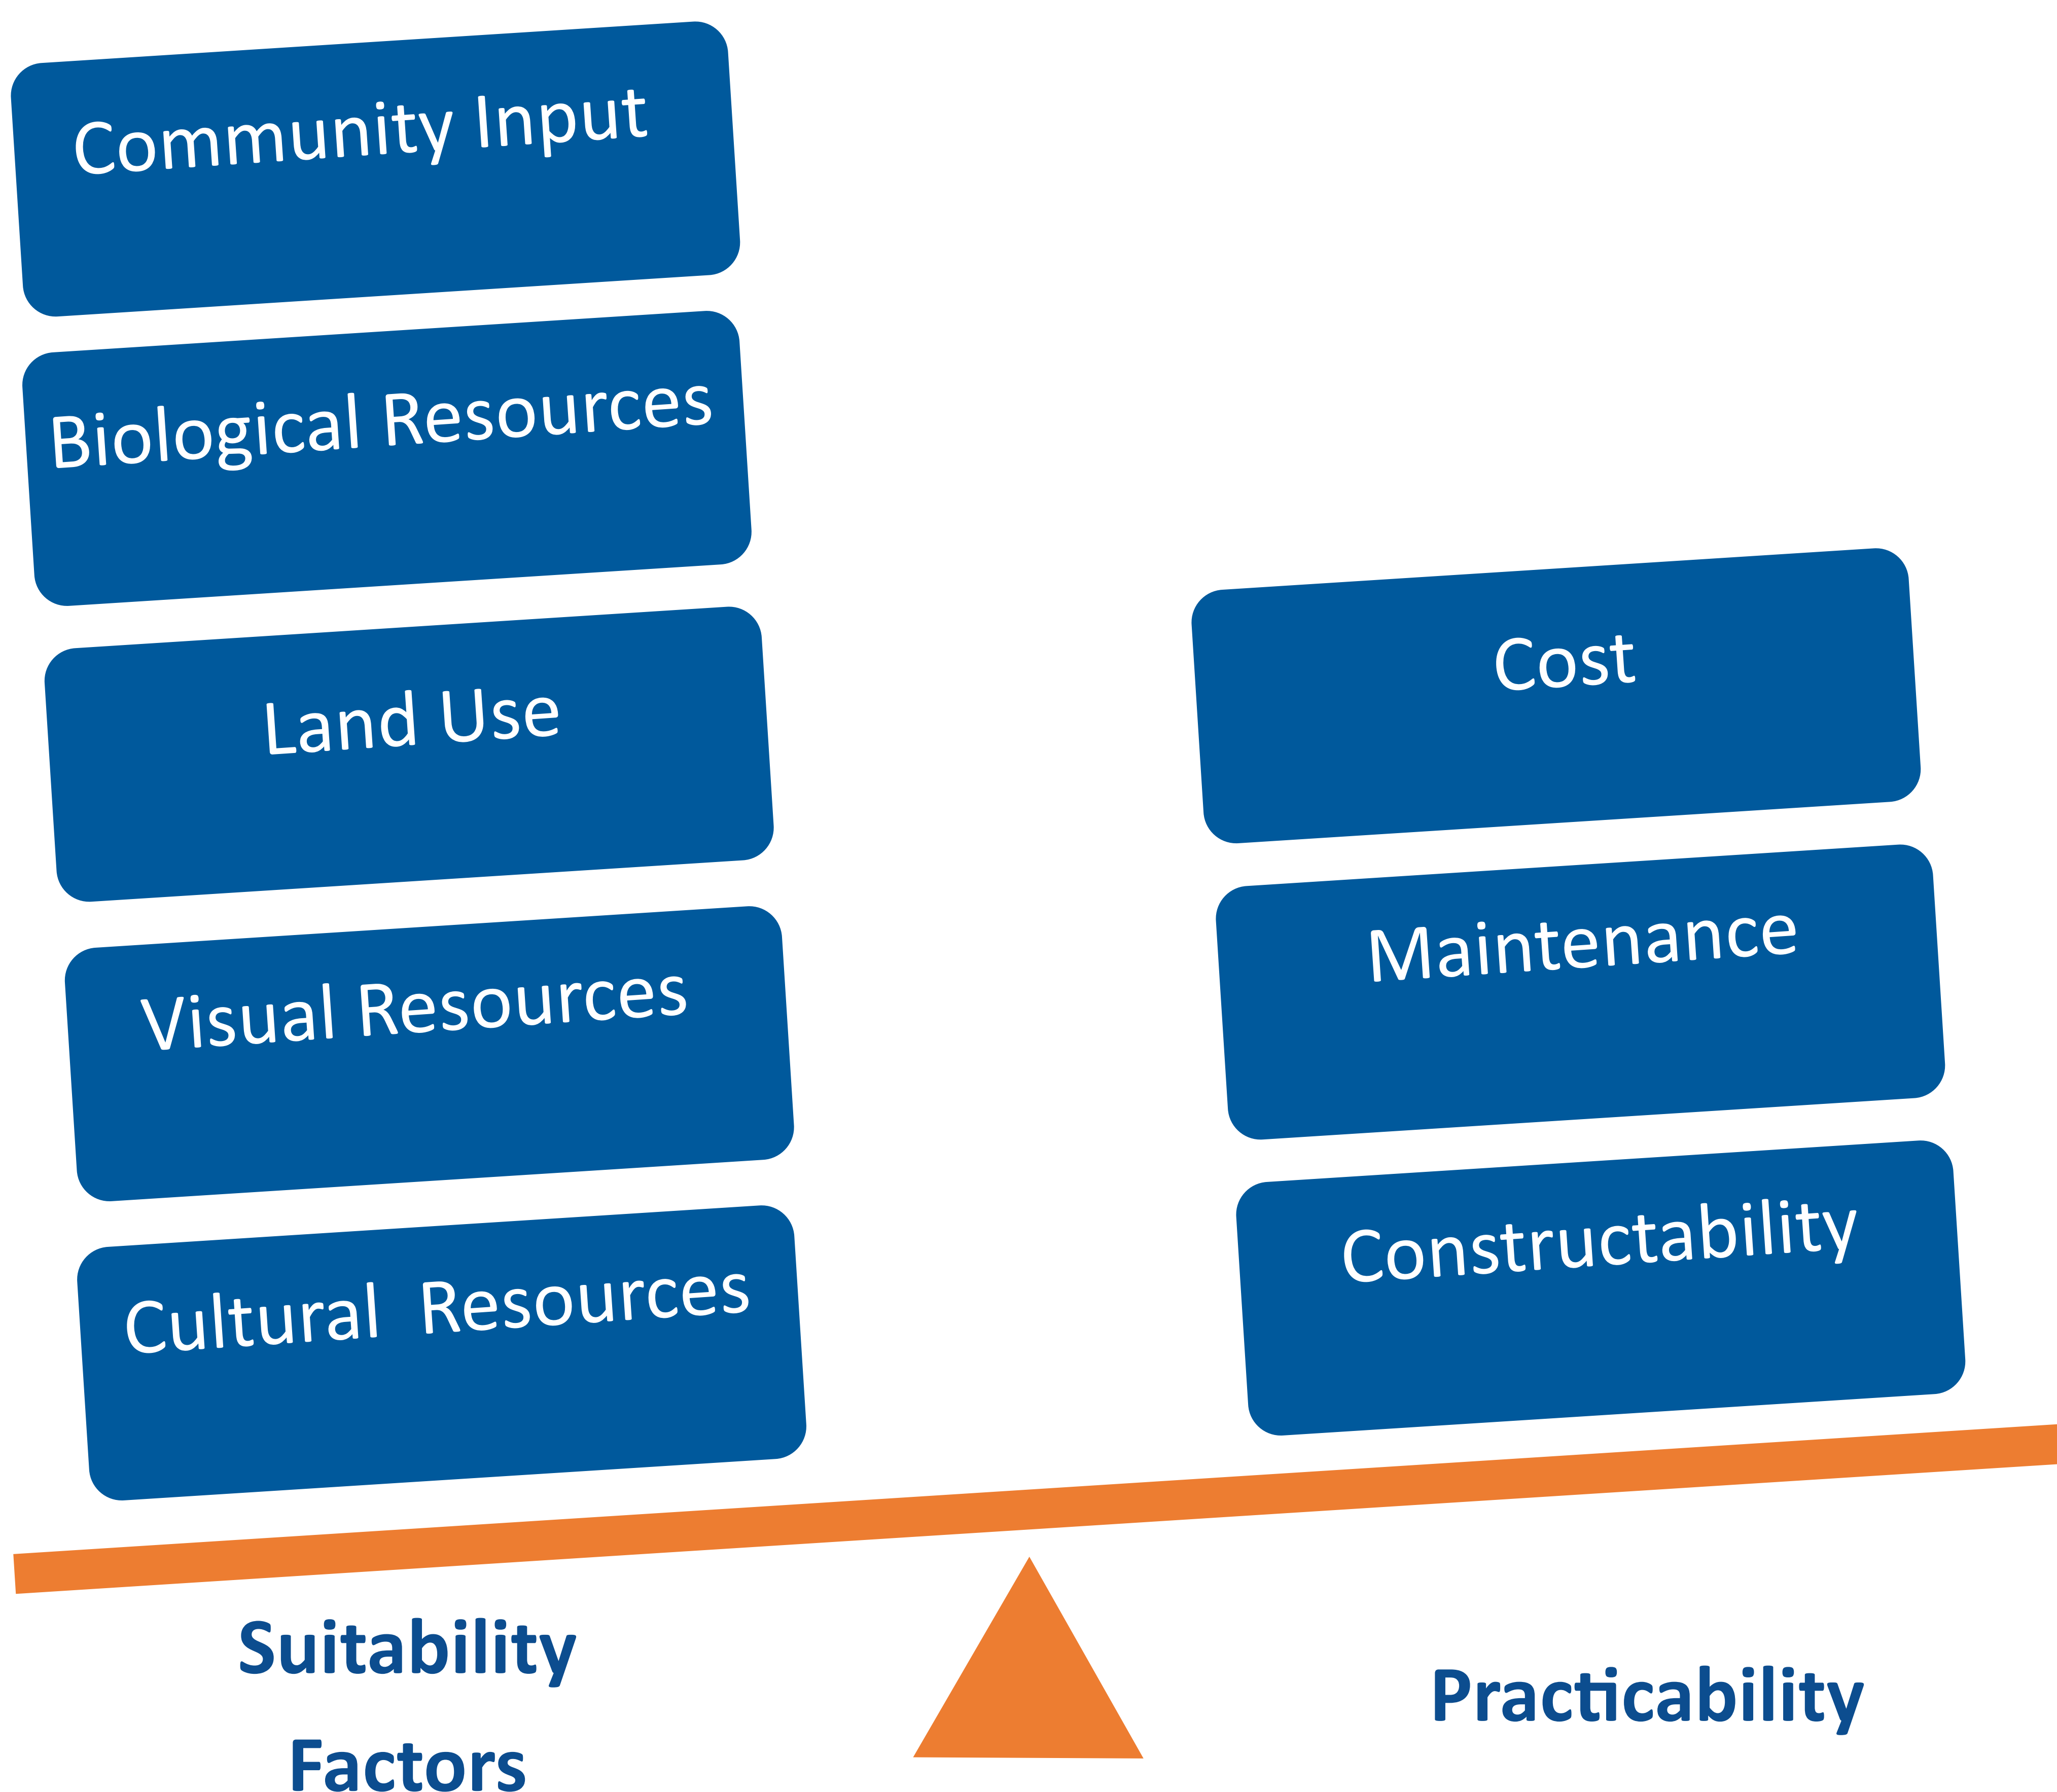 Community Input
Biological Resources
Land Use
Visual Resources
Cultural Resources
Cost
Maintenance
Constructability
Suitability
Factors
Practicability